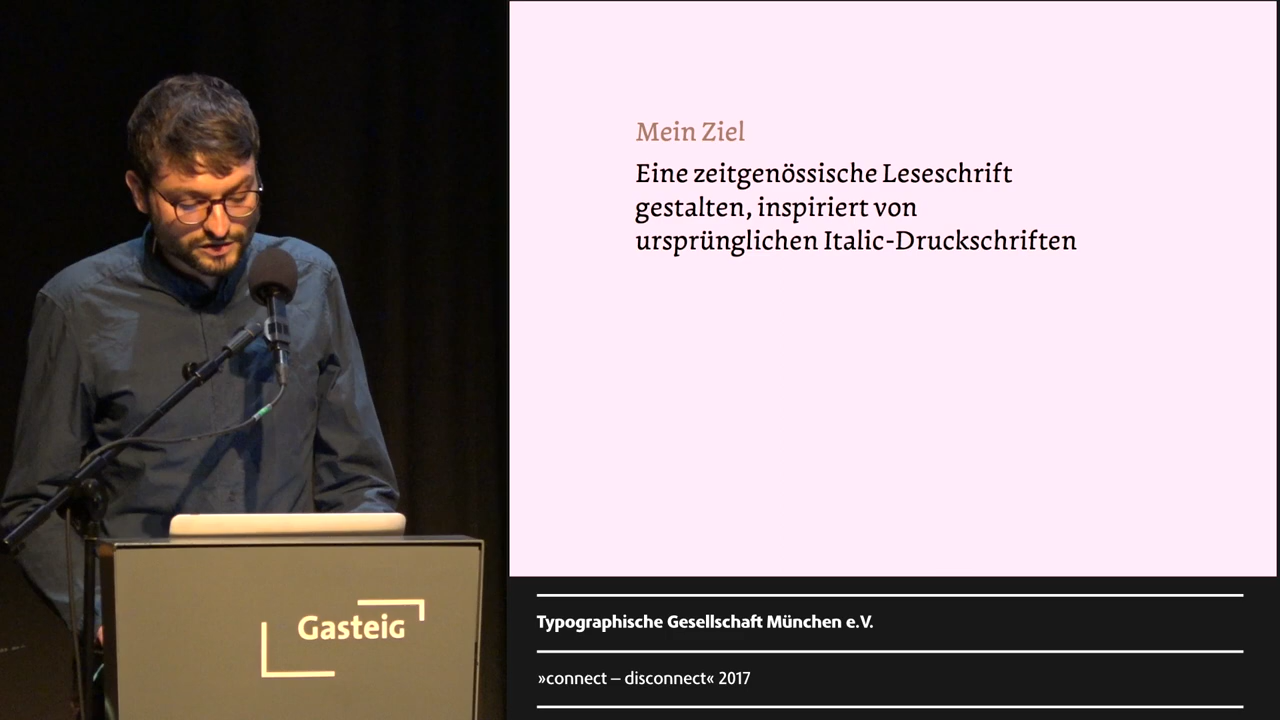 Mein Ziel
Eine zeitgenössische Leseschrift
gestalten, inspiriert von
ursprünglichen Italic-Druckschriften
Gasteig
Typographische Gesellschaft München e.V.
»connect – disconnect« 2017